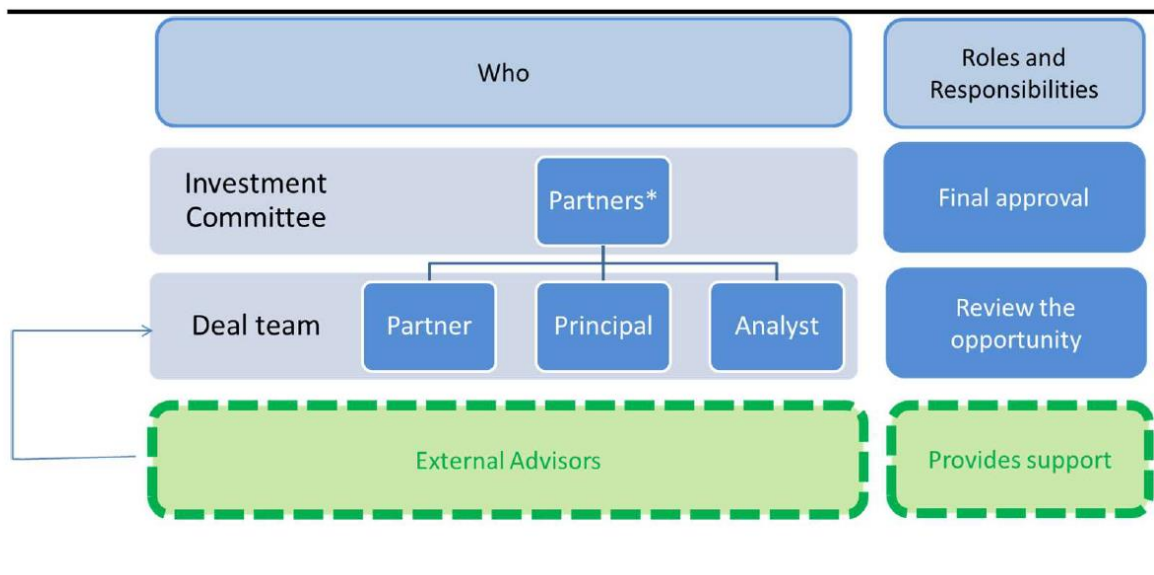 Who
Roles and
Responsibilities
Investment
Committee
Partners*
Final approval
Deal team
Partner
Principal
Analyst
Review the
opportunity
External Advisors
Provides support